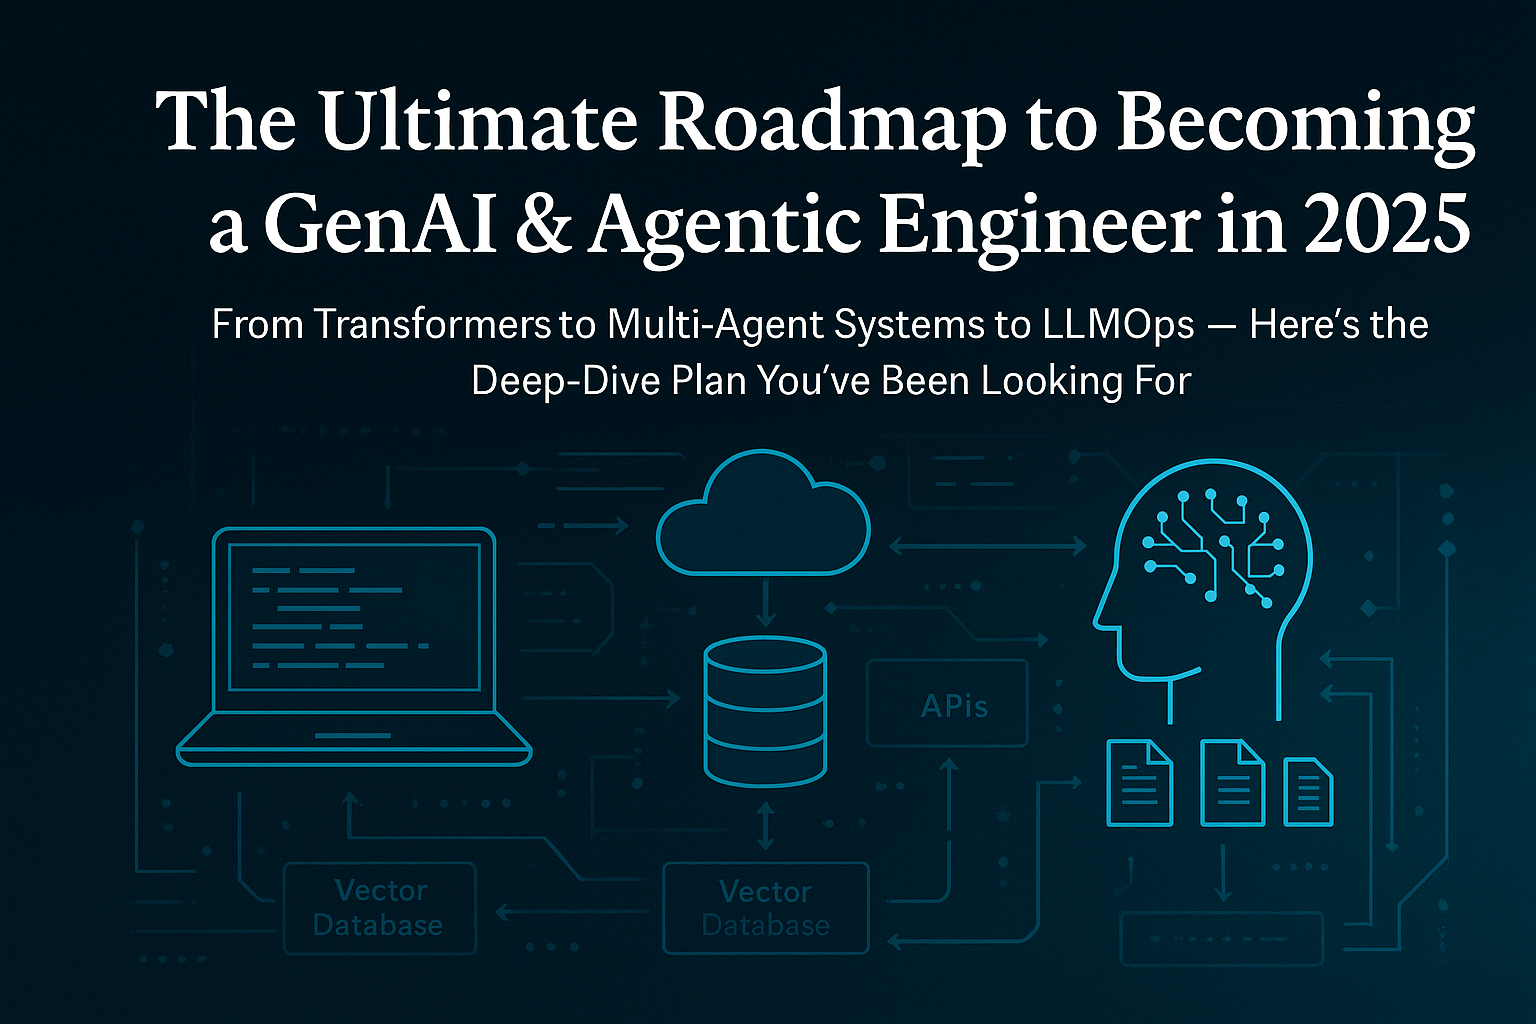 The Ultimate Roadmap to Becoming
a GenAI & Agentic Engineer in 2025
From Transformers to Multi-Agent Systems to LLMOps — Here’s the
Deep-Dive Plan You’ve Been Looking For
APis
Vector
Database
Vector
Database